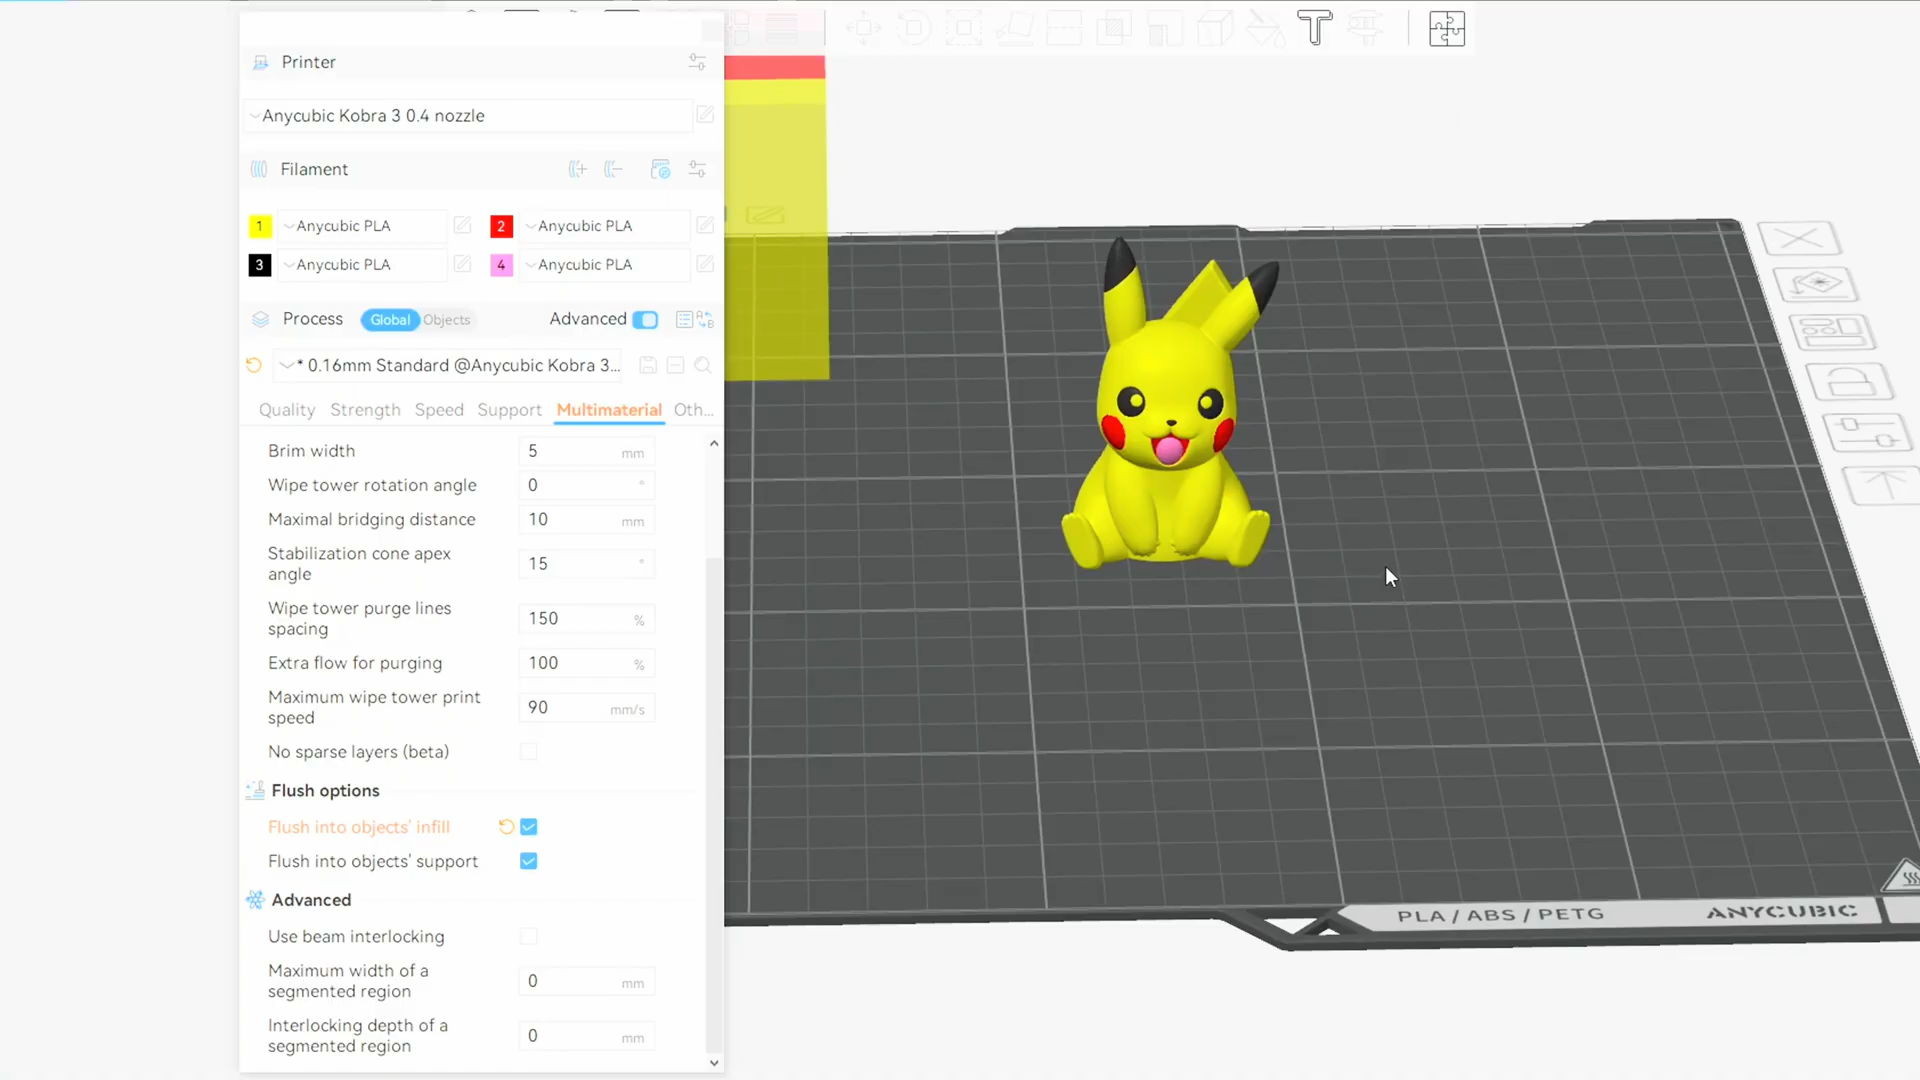 Printer
Anycubic Kobra 3 0.4 nozzle
Filament
1 Anycubic PLA 2 Anycubic PLA
3 Anycubic PLA 4 Anycubic PLA
Process Global Objects Advanced
* 0.16mm Standard @Anycubic Kobra 3...
Quality Strength Speed Support Multimaterial Oth...
Brim width 5 mm
Wipe tower rotation angle 0 °
Maximal bridging distance 10 mm
Stabilization cone apex
angle 15 °
Wipe tower purge lines
spacing 150 %
Extra flow for purging 100 %
Maximum wipe tower print
speed 90 mm/s
No sparse layers (beta)
Flush options
Flush into objects' infill
Flush into objects' support
Advanced
Use beam interlocking
Maximum width of a
segmented region 0 mm
Interlocking depth of a
segmented region 0 mm
PLA / ABS / PETG ANYCUBIC